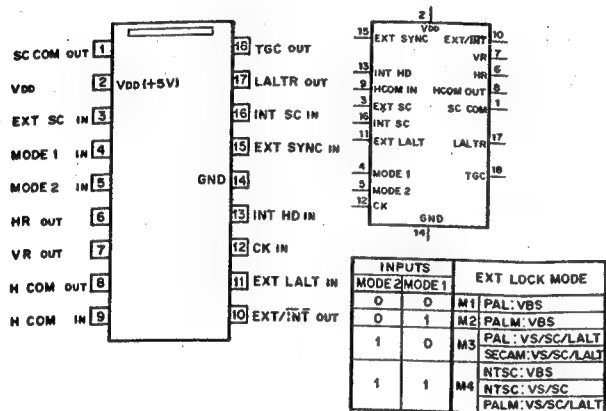 SC COM OUT 1
VDD 2 VDD (+5V)
EXT SC IN 3
MODE 1 IN 4
MODE 2 IN 5
HR OUT 6
VR OUT 7
H COM OUT 8
H COM IN 9
18 TGC OUT
17 LALTR OUT
16 INT SC IN
15 EXT SYNC IN
GND 14
13 INT HD IN
12 CK IN
11 EXT LALT IN
10 EXT/INT OUT
2
VDD
15 EXT SYNC EXT/INT 10
VR 7
13 INT HD HR 6
9 HCOM IN HCOM OUT 8
3 EXT SC SC COM 1
16 INT SC
11 EXT LALT LALTR 17
4 MODE 1 TGC 18
5 MODE 2
12 CK
GND
14
INPUTS EXT LOCK MODE
MODE 2 MODE 1
0 0 M1 PAL: VBS
0 1 M2 PALM: VBS
1 0 M3 PAL: VS/SC/LALT
SECAM: VS/SC/LALT
1 1 M4 NTSC: VBS
NTSC: VS/SC
PALM: VS/SC/LALT